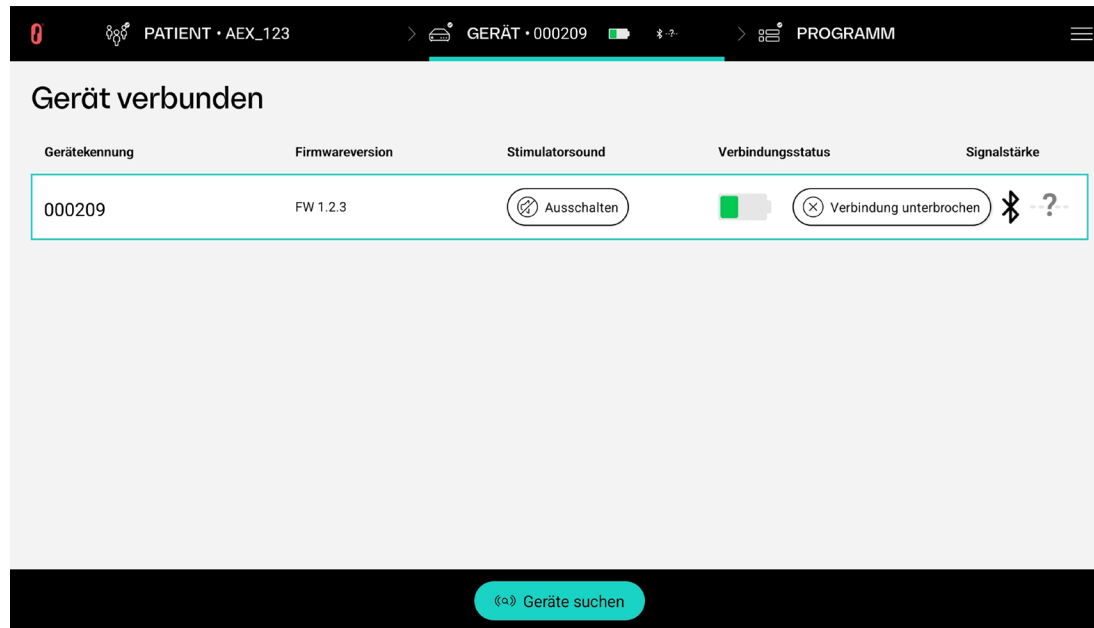 PATIENT • AEX_123 > GERÄT • 000209 -?- > PROGRAMM
Gerät verbunden
Gerätekennung Firmwareversion Stimulatorsound Verbindungsstatus Signalstärke
000209 FW 1.2.3 Ausschalten Verbindung unterbrochen --?--
Geräte suchen